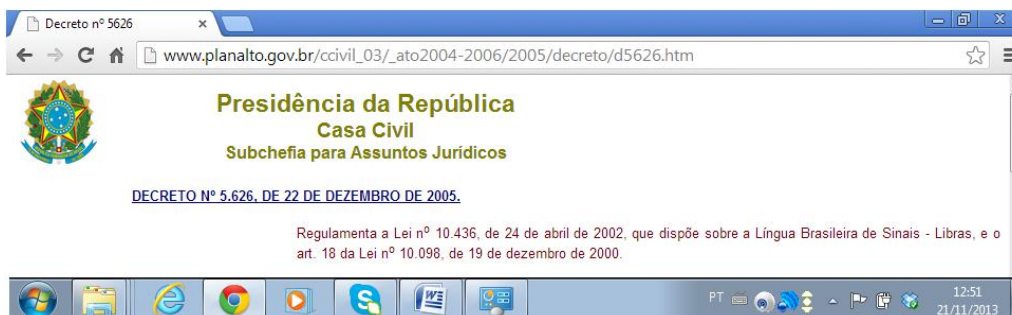 Decreto nº 5626
www.planalto.gov.br/ccivil_03/_ato2004-2006/2005/decreto/d5626.htm
Presidência da República
Casa Civil
Subchefia para Assuntos Jurídicos
DECRETO Nº 5.626, DE 22 DE DEZEMBRO DE 2005.
Regulamenta a Lei nº 10.436, de 24 de abril de 2002, que dispõe sobre a Língua Brasileira de Sinais - Libras, e o
art. 18 da Lei nº 10.098, de 19 de dezembro de 2000.
PT
12:51
21/11/2013